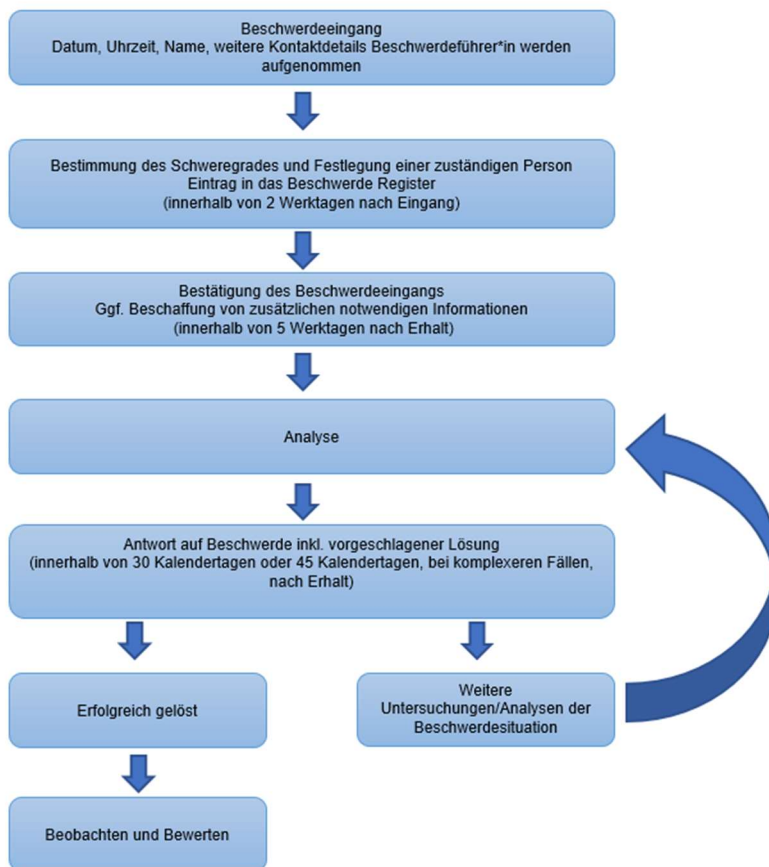 Beschwerdeeingang
Datum, Uhrzeit, Name, weitere Kontaktdetails Beschwerdeführer*in werden
aufgenommen
Bestimmung des Schweregrades und Festlegung einer zuständigen Person
Eintrag in das Beschwerde Register
(innerhalb von 2 Werktagen nach Eingang)
Bestätigung des Beschwerdeeingangs
Ggf. Beschaffung von zusätzlichen notwendigen Informationen
(innerhalb von 5 Werktagen nach Erhalt)
Analyse
Antwort auf Beschwerde inkl. vorgeschlagener Lösung
(innerhalb von 30 Kalendertagen oder 45 Kalendertagen, bei komplexeren Fällen,
nach Erhalt)
Erfolgreich gelöst
Weitere
Untersuchungen/Analysen der
Beschwerdesituation
Beobachten und Bewerten